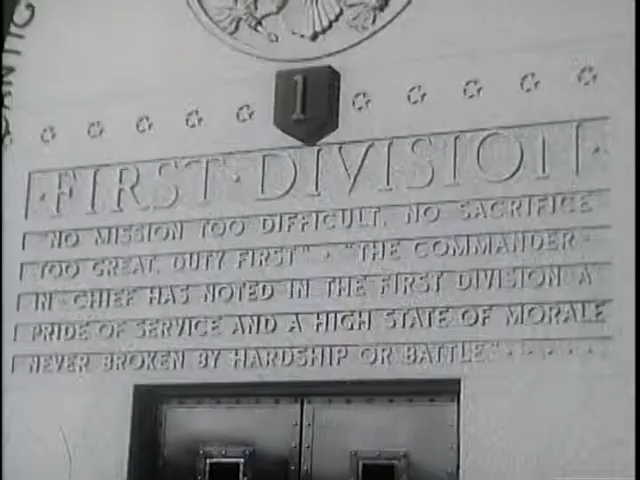 1
· FIRST · DIVISION ·
"NO MISSION TOO DIFFICULT, NO SACRIFICE
TOO GREAT, DUTY FIRST" · "THE COMMANDER ·
IN · CHIEF HAS NOTED IN THE FIRST DIVISION A
PRIDE OF SERVICE AND A HIGH STATE OF MORALE
NEVER BROKEN BY HARDSHIP OR BATTLE" · · · · ·